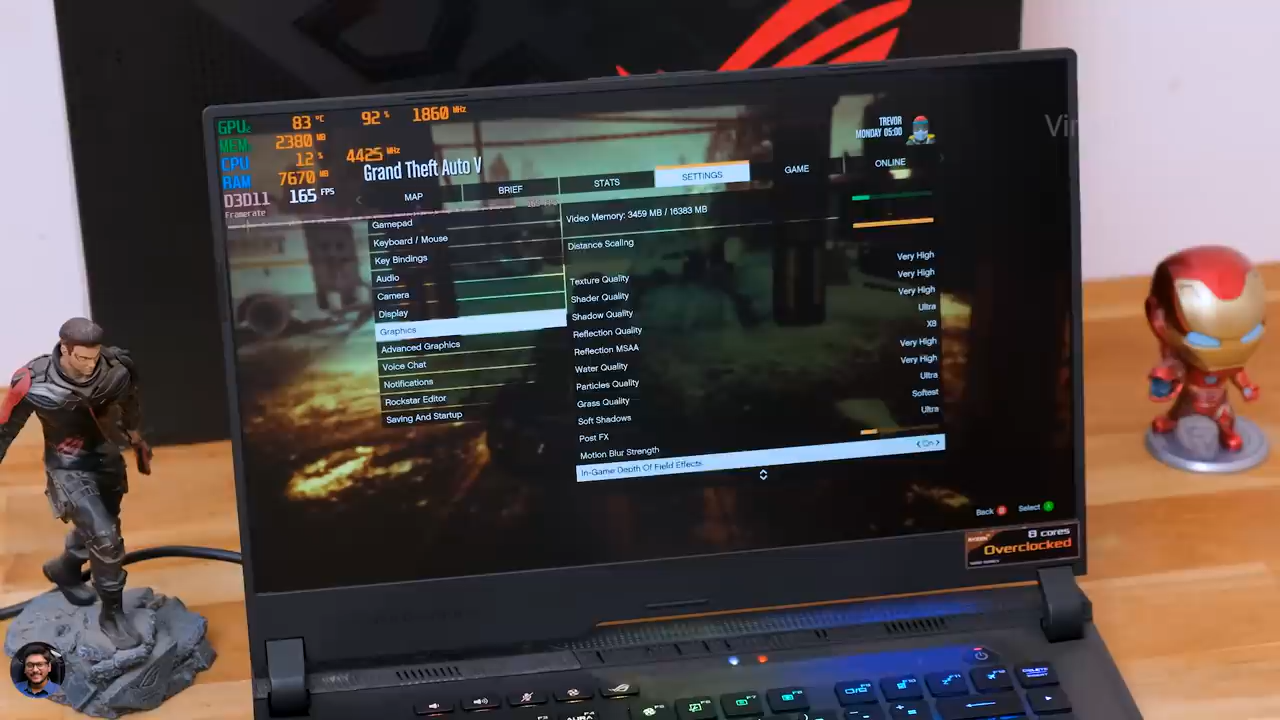 GPU 83 °C 92 % 1860 MHz
MEM 2380 MB
CPU 12 % 4425 MHz
RAM 7670 MB
D3D11 165 FPS
Framerate
Grand Theft Auto V
TREVOR
MONDAY 05:00
MAP BRIEF STATS SETTINGS GAME ONLINE
Gamepad
Keyboard / Mouse
Key Bindings
Audio
Camera
Display
Graphics
Advanced Graphics
Voice Chat
Notifications
Rockstar Editor
Saving And Startup
Video Memory: 3459 MB / 16383 MB
Distance Scaling
Texture Quality Very High
Shader Quality Very High
Shadow Quality Very High
Reflection Quality Ultra
Reflection MSAA X8
Water Quality Very High
Particles Quality Very High
Grass Quality Ultra
Soft Shadows Softest
Post FX Ultra
Motion Blur Strength
In-Game Depth Of Field Effects On
Back Select
RYZEN
8 cores
Overclocked
DELETE
INSERT
AURA